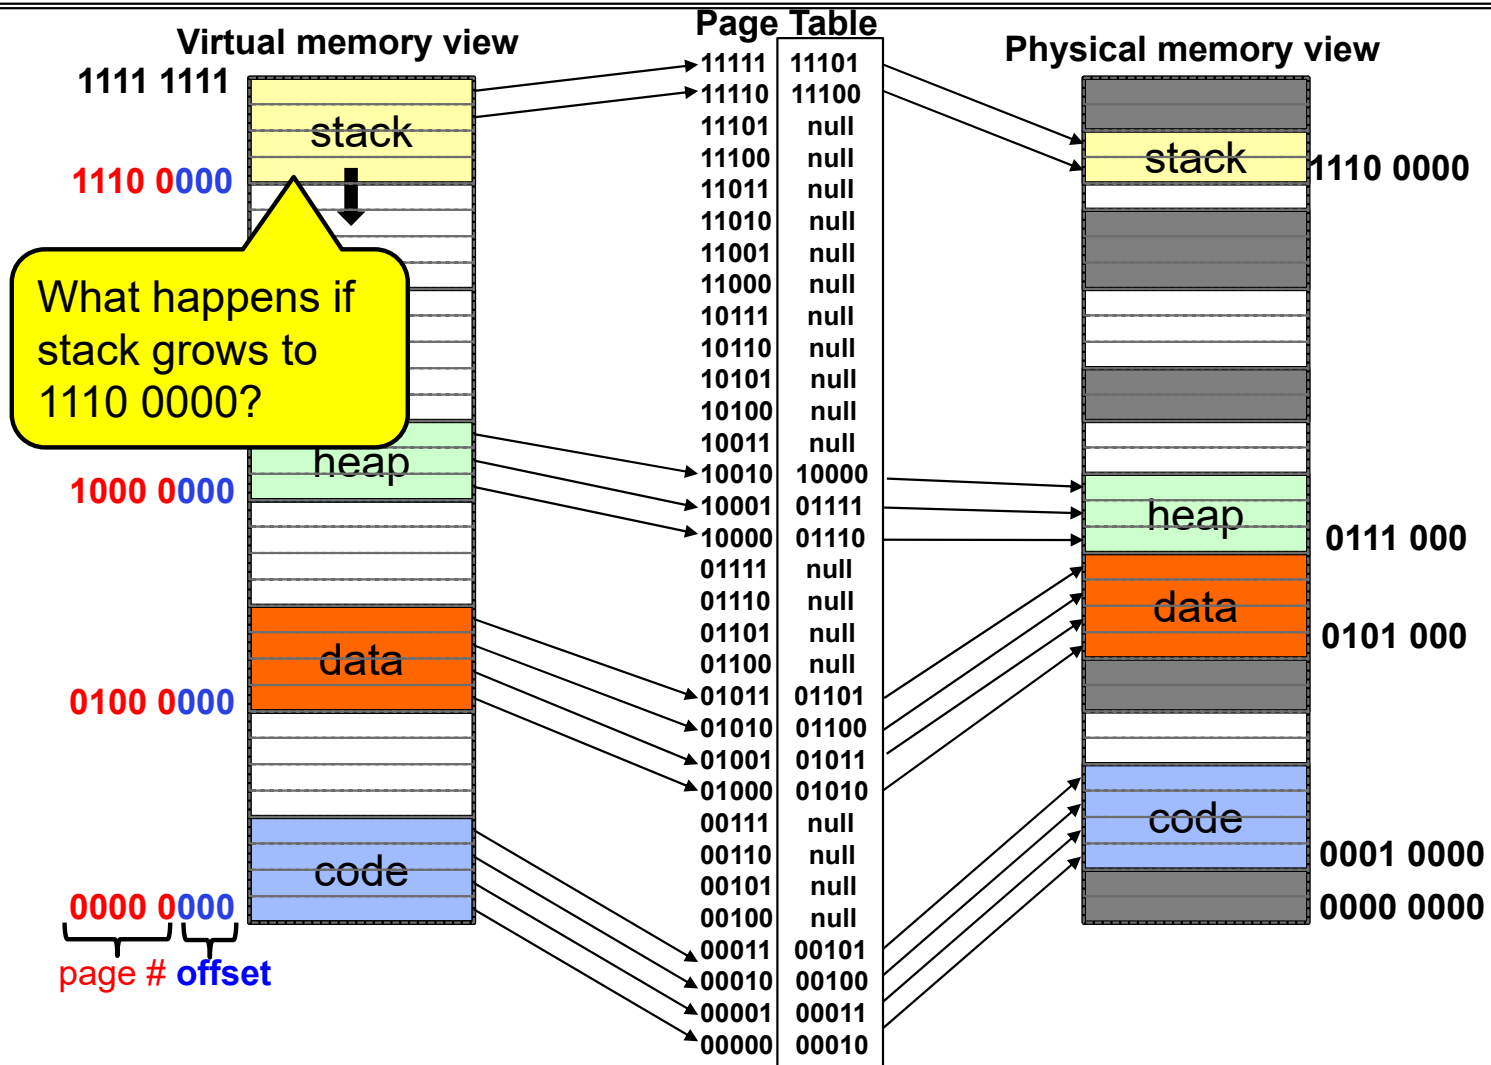 Page Table
Virtual memory view
Physical memory view
1111 1111
stack
1110 0000
What happens if
stack grows to
1110 0000?
heap
1000 0000
data
0100 0000
code
0000 0000
page # offset
11111 11101
11110 11100
11101 null
11100 null
11011 null
11010 null
11001 null
11000 null
10111 null
10110 null
10101 null
10100 null
10011 null
10010 10000
10001 01111
10000 01110
01111 null
01110 null
01101 null
01100 null
01011 01101
01010 01100
01001 01011
01000 01010
00111 null
00110 null
00101 null
00100 null
00011 00101
00010 00100
00001 00011
00000 00010
stack
1110 0000
heap
0111 000
data
0101 000
code
0001 0000
0000 0000